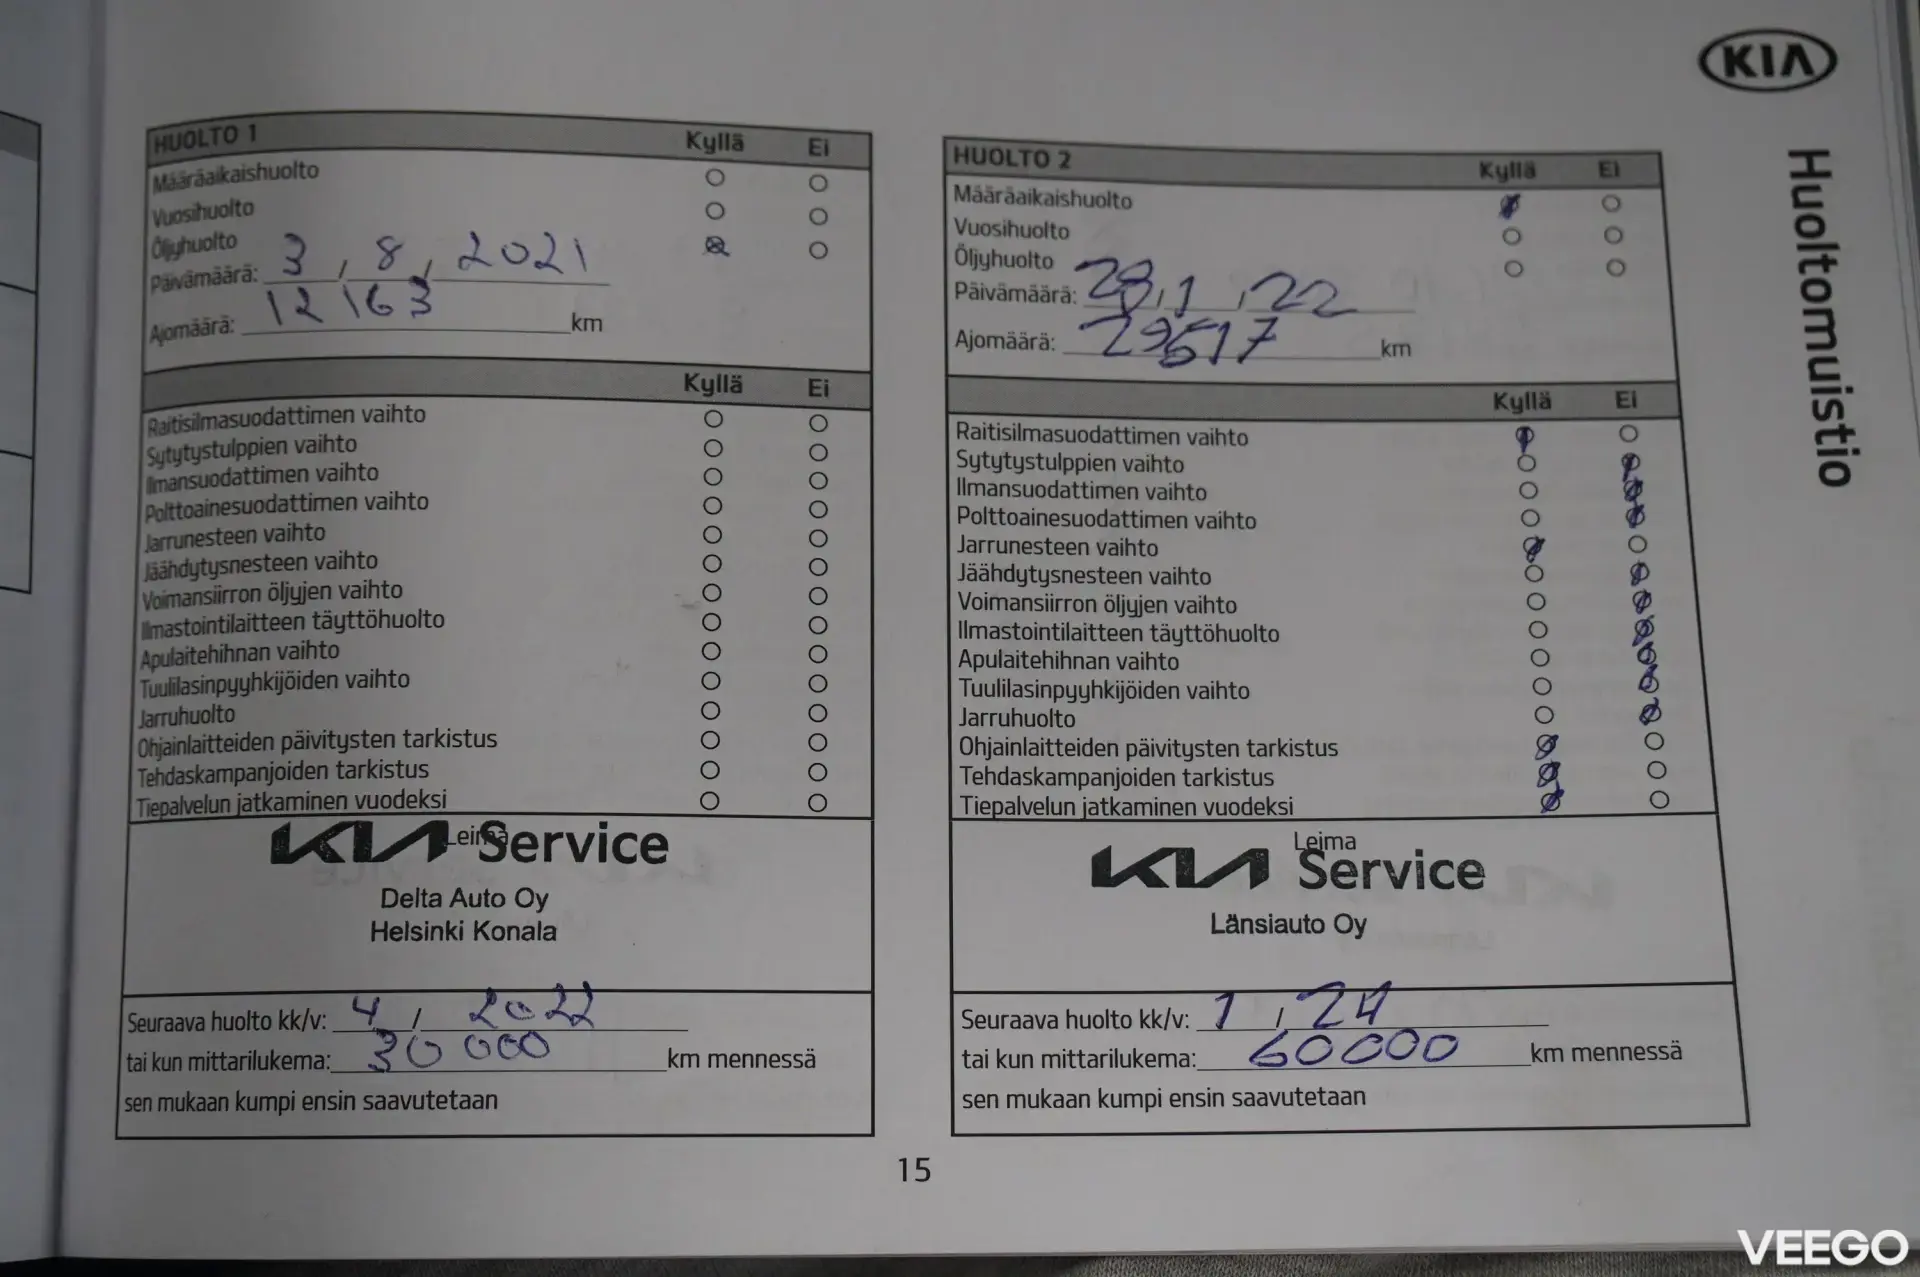 KIA
Huoltomuistio
HUOLTO 1 Kyllä Ei
Määräaikaishuolto
Vuosihuolto
Öljyhuolto
Päivämäärä: 3 / 8 / 2021
Ajomäärä: 12 163 km
Kyllä Ei
Raitisilmasuodattimen vaihto
Sytytystulppien vaihto
Ilmansuodattimen vaihto
Polttoainesuodattimen vaihto
Jarrunesteen vaihto
Jäähdytysnesteen vaihto
Voimansiirron öljyjen vaihto
Ilmastointilaitteen täyttöhuolto
Apulaitehihnan vaihto
Tuulilasinpyyhkijöiden vaihto
Jarruhuolto
Ohjainlaitteiden päivitysten tarkistus
Tehdaskampanjoiden tarkistus
Tiepalvelun jatkaminen vuodeksi
Leima
KIA Service
Delta Auto Oy
Helsinki Konala
Seuraava huolto kk/v: 4 / 2022
tai kun mittarilukema: 30 000 km mennessä
sen mukaan kumpi ensin saavutetaan
HUOLTO 2 Kyllä Ei
Määräaikaishuolto
Vuosihuolto
Öljyhuolto
Päivämäärä: / 1 / 22
Ajomäärä: 29617 km
Kyllä Ei
Raitisilmasuodattimen vaihto
Sytytystulppien vaihto
Ilmansuodattimen vaihto
Polttoainesuodattimen vaihto
Jarrunesteen vaihto
Jäähdytysnesteen vaihto
Voimansiirron öljyjen vaihto
Ilmastointilaitteen täyttöhuolto
Apulaitehihnan vaihto
Tuulilasinpyyhkijöiden vaihto
Jarruhuolto
Ohjainlaitteiden päivitysten tarkistus
Tehdaskampanjoiden tarkistus
Tiepalvelun jatkaminen vuodeksi
Leima
KIA Service
Länsiauto Oy
Seuraava huolto kk/v: 1 / 24
tai kun mittarilukema: 60000 km mennessä
sen mukaan kumpi ensin saavutetaan
15
VEEGO